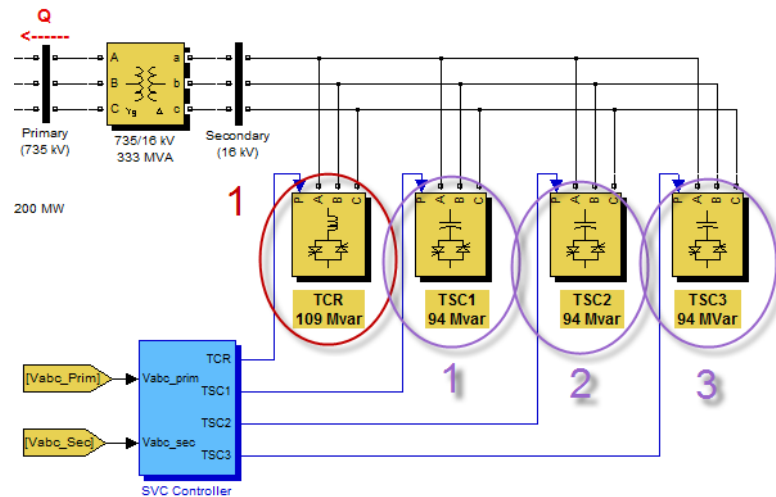 Q
A
B
C
a
b
c
Yg
Δ
Primary
(735 kV)
735/16 kV
333 MVA
Secondary
(16 kV)
200 MW
1
P
A
B
C
P
A
B
C
P
A
B
C
P
A
B
C
TCR
109 Mvar
TSC1
94 Mvar
TSC2
94 Mvar
TSC3
94 MVar
1
2
3
[Vabc_Prim]
[Vabc_Sec]
Vabc_prim
Vabc_sec
TCR
TSC1
TSC2
TSC3
SVC Controller